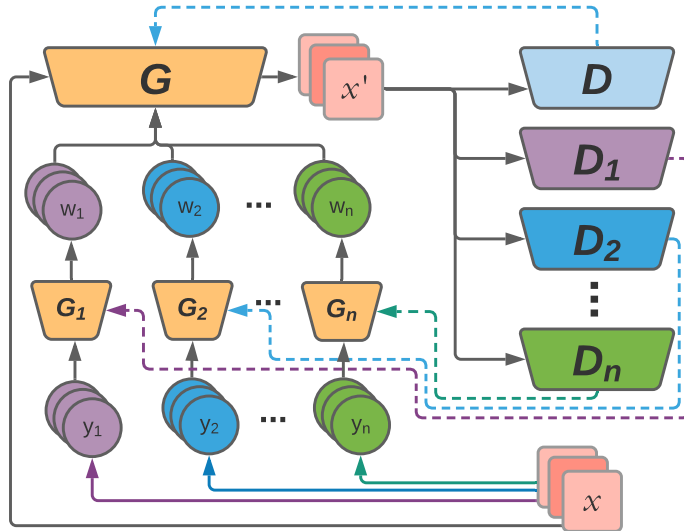 G
x'
D
D₁
w₁
w₂
...
wₙ
D₂
G₁
G₂
...
Gₙ
Dₙ
y₁
y₂
...
yₙ
x